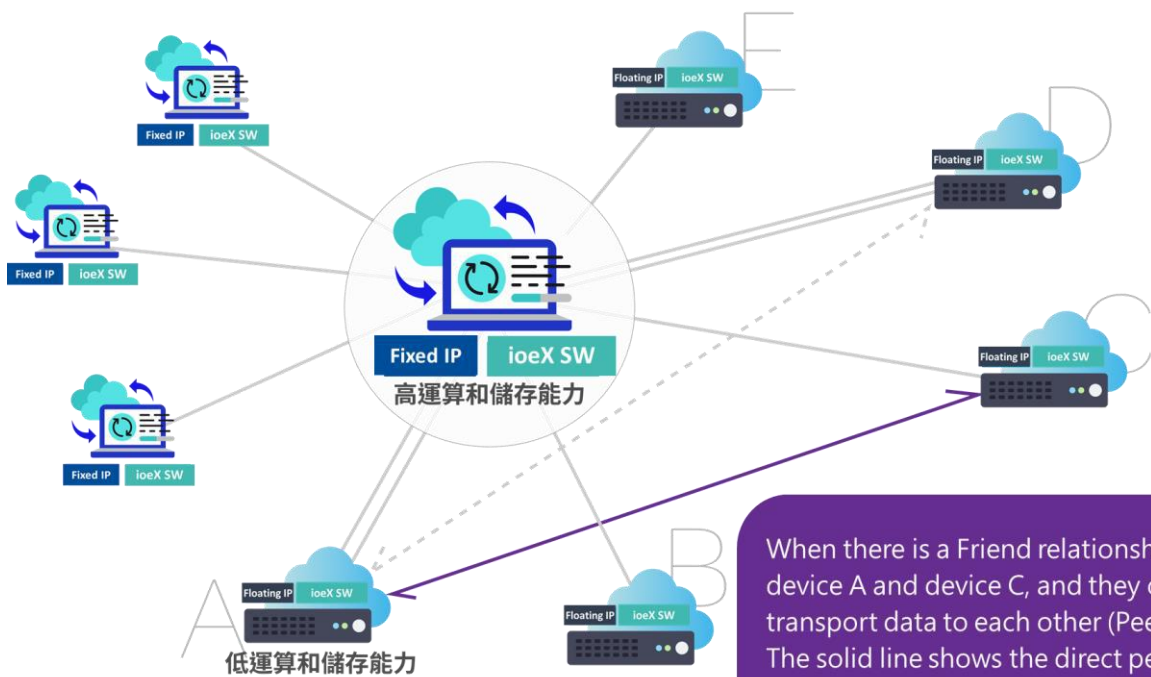 E
Floating IP ioeX SW
Fixed IP ioeX SW
D
Floating IP ioeX SW
Fixed IP ioeX SW
C
Floating IP ioeX SW
Fixed IP ioeX SW
高運算和儲存能力
Fixed IP ioeX SW
A
Floating IP ioeX SW
低運算和儲存能力
B
Floating IP ioeX SW
When there is a Friend
device A and device C, and they
transport data to each other
The solid line shows the direct